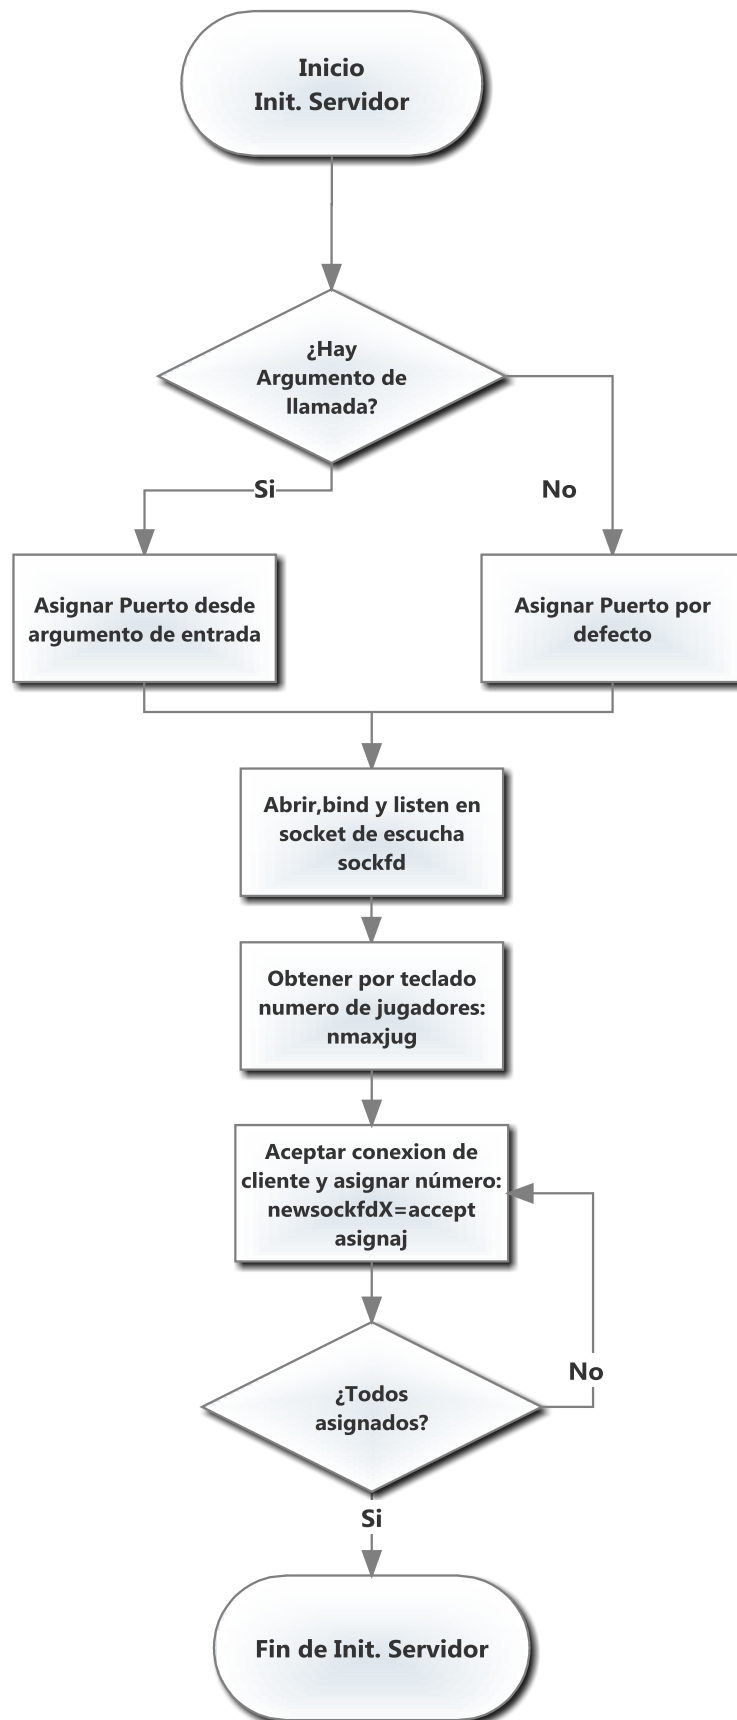 Inicio
Init. Servidor
¿Hay
Argumento de
llamada?
Si
No
Asignar Puerto desde
argumento de entrada
Asignar Puerto por
defecto
Abrir,bind y listen en
socket de escucha
sockfd
Obtener por teclado
numero de jugadores:
nmaxjug
Aceptar conexion de
cliente y asignar número:
newsockfdX=accept
asignaj
No
¿Todos
asignados?
Si
Fin de Init. Servidor